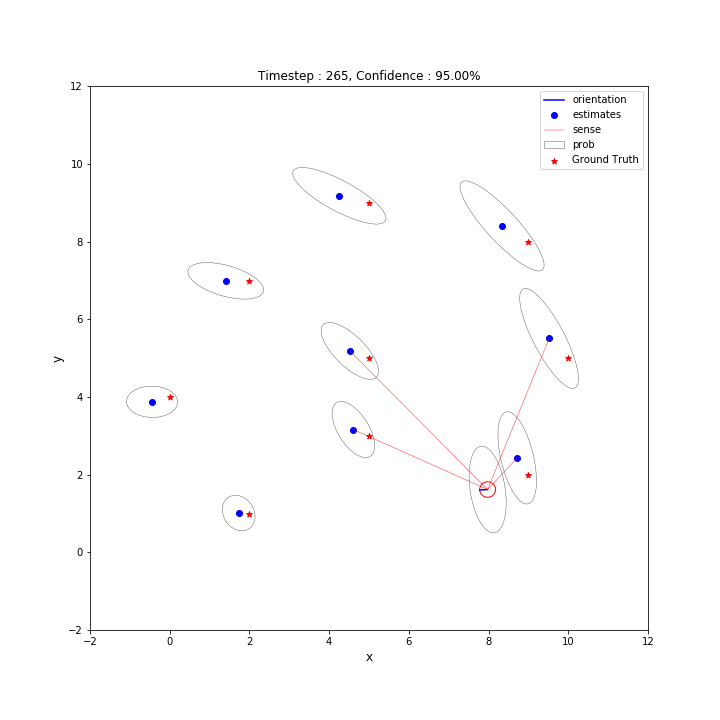 Timestep : 265, Confidence : 95.00%
orientation
estimates
sense
prob
Ground Truth
12
10
8
6
4
2
0
−2
y
−2 0 2 4 6 8 10 12
x